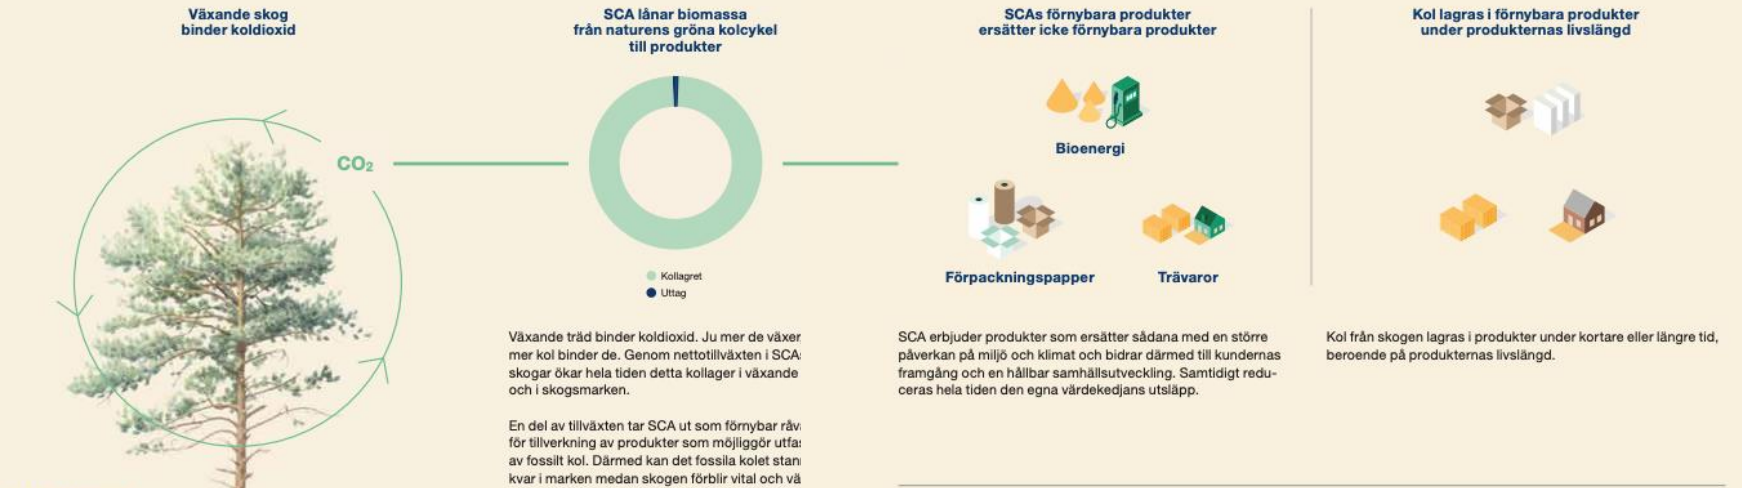 Växande skog
binder koldioxid
CO₂
SCA lånar biomassa
från naturens gröna kolcykel
till produkter
Kollagret
Uttag
Växande träd binder koldioxid. Ju mer de växer,
mer kol binder de. Genom nettotillväxten i SCA
skogar ökar hela tiden detta kollager i växande
och i skogsmarken.
En del av tillväxten tar SCA ut som förnybar
för tillverkning av produkter som möjliggör
av fossilt kol. Därmed kan det fossila kolet
kvar i marken medan skogen förblir vital och
SCAs förnybara produkter
ersätter icke förnybara produkter
Bioenergi
Förpackningspapper
Trävaror
SCA erbjuder produkter som ersätter sådana med en större
påverkan på miljö och klimat och bidrar därmed till kundernas
framgång och en hållbar samhällsutveckling. Samtidigt redu-
ceras hela tiden den egna värdekedjans utsläpp.
Kol lagras i förnybara produkter
under produkternas livslängd
Kol från skogen lagras i produkter under kortare eller längre tid,
beroende på produkternas livslängd.